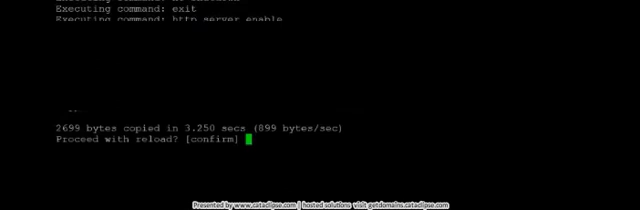 Executing command: exit
Executing command: http server enable
2699 bytes copied in 3.250 secs (899 bytes/sec)
Proceed with reload? [confirm]
Presented by www.cataclipse.com | hosted solutions visit getdomains.cataclipse.com